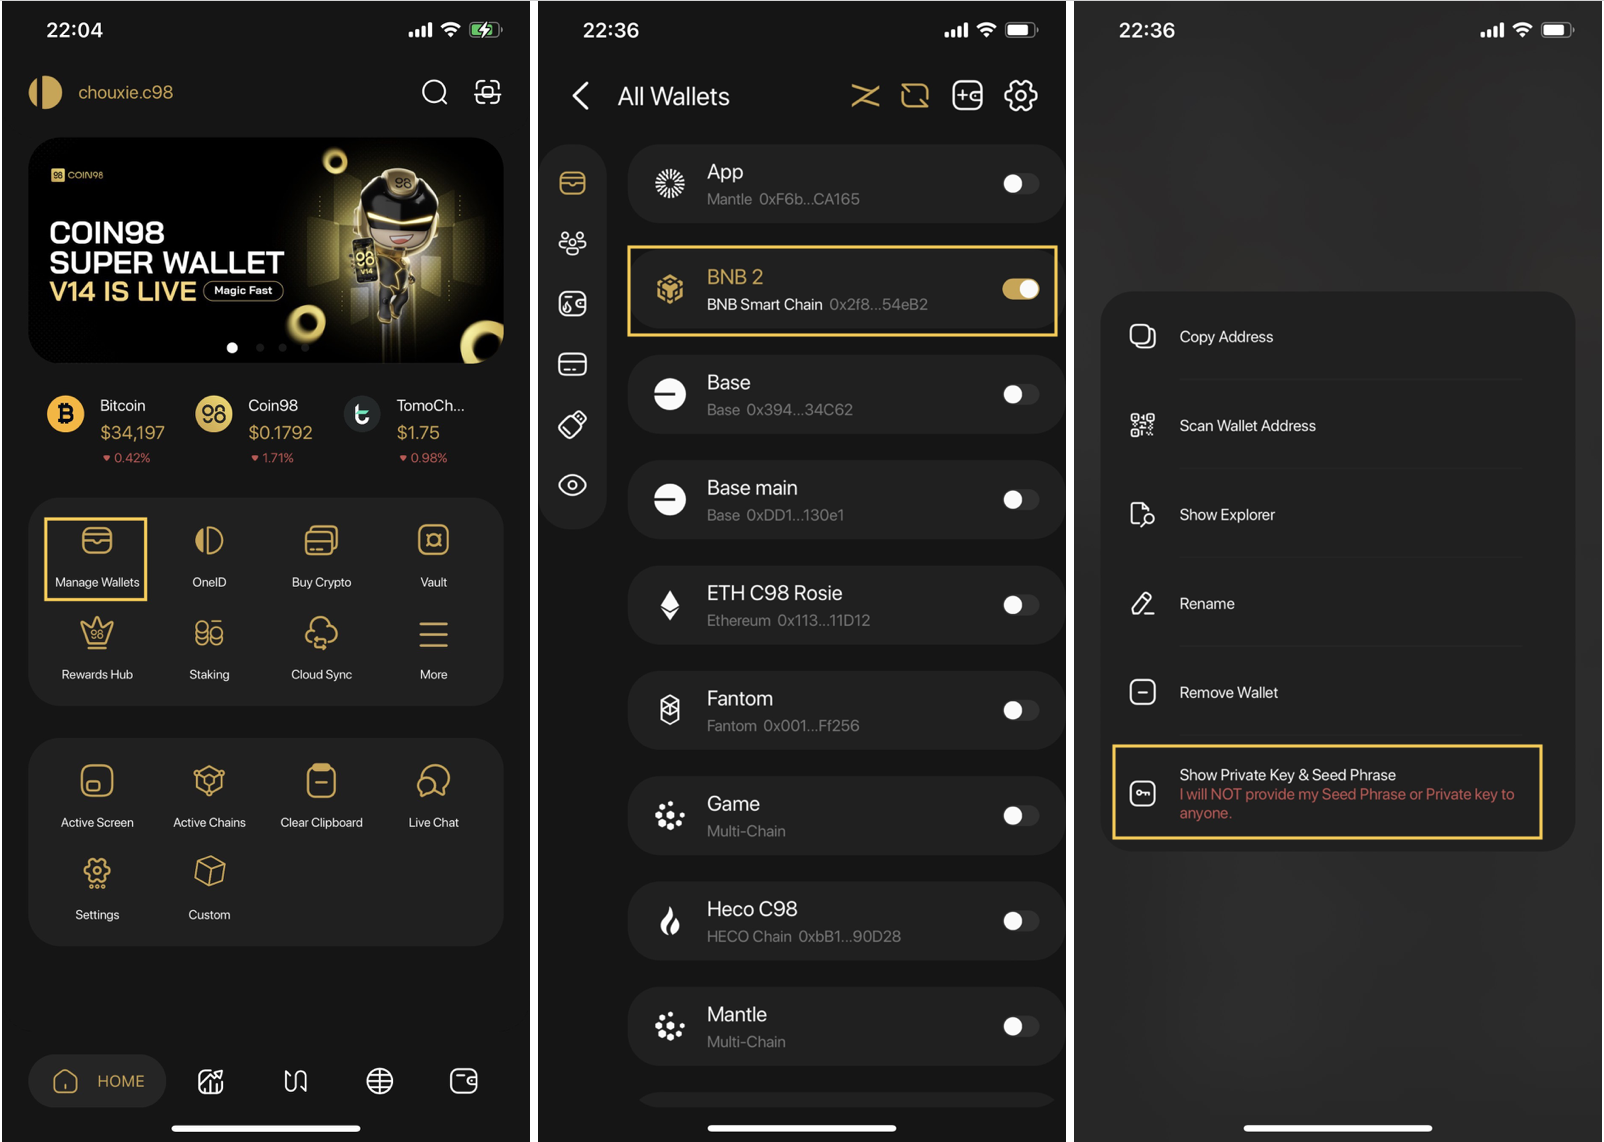 22:04
chouxie.c98
98 COIN98
COIN98
SUPER WALLET
V14 IS LIVE Magic Fast
98
98
V14
Bitcoin
$34,197
0.42%
Coin98
$0.1792
1.71%
TomoCh...
$1.75
0.98%
Manage Wallets
OneID
Buy Crypto
Vault
Rewards Hub
Staking
Cloud Sync
More
Active Screen
Active Chains
Clear Clipboard
Live Chat
Settings
Custom
HOME
22:36
All Wallets
App
Mantle 0xF6b...CA165
BNB 2
BNB Smart Chain 0x2f8...54eB2
Base
Base 0x394...34C62
Base main
Base 0xDD1...130e1
ETH C98 Rosie
Ethereum 0x113...11D12
Fantom
Fantom 0x001...Ff256
Game
Multi-Chain
Heco C98
HECO Chain 0xbB1...90D28
Mantle
Multi-Chain
22:36
Copy Address
Scan Wallet Address
Show Explorer
Rename
Remove Wallet
Show Private Key & Seed Phrase
I will NOT provide my Seed Phrase or Private key to
anyone.